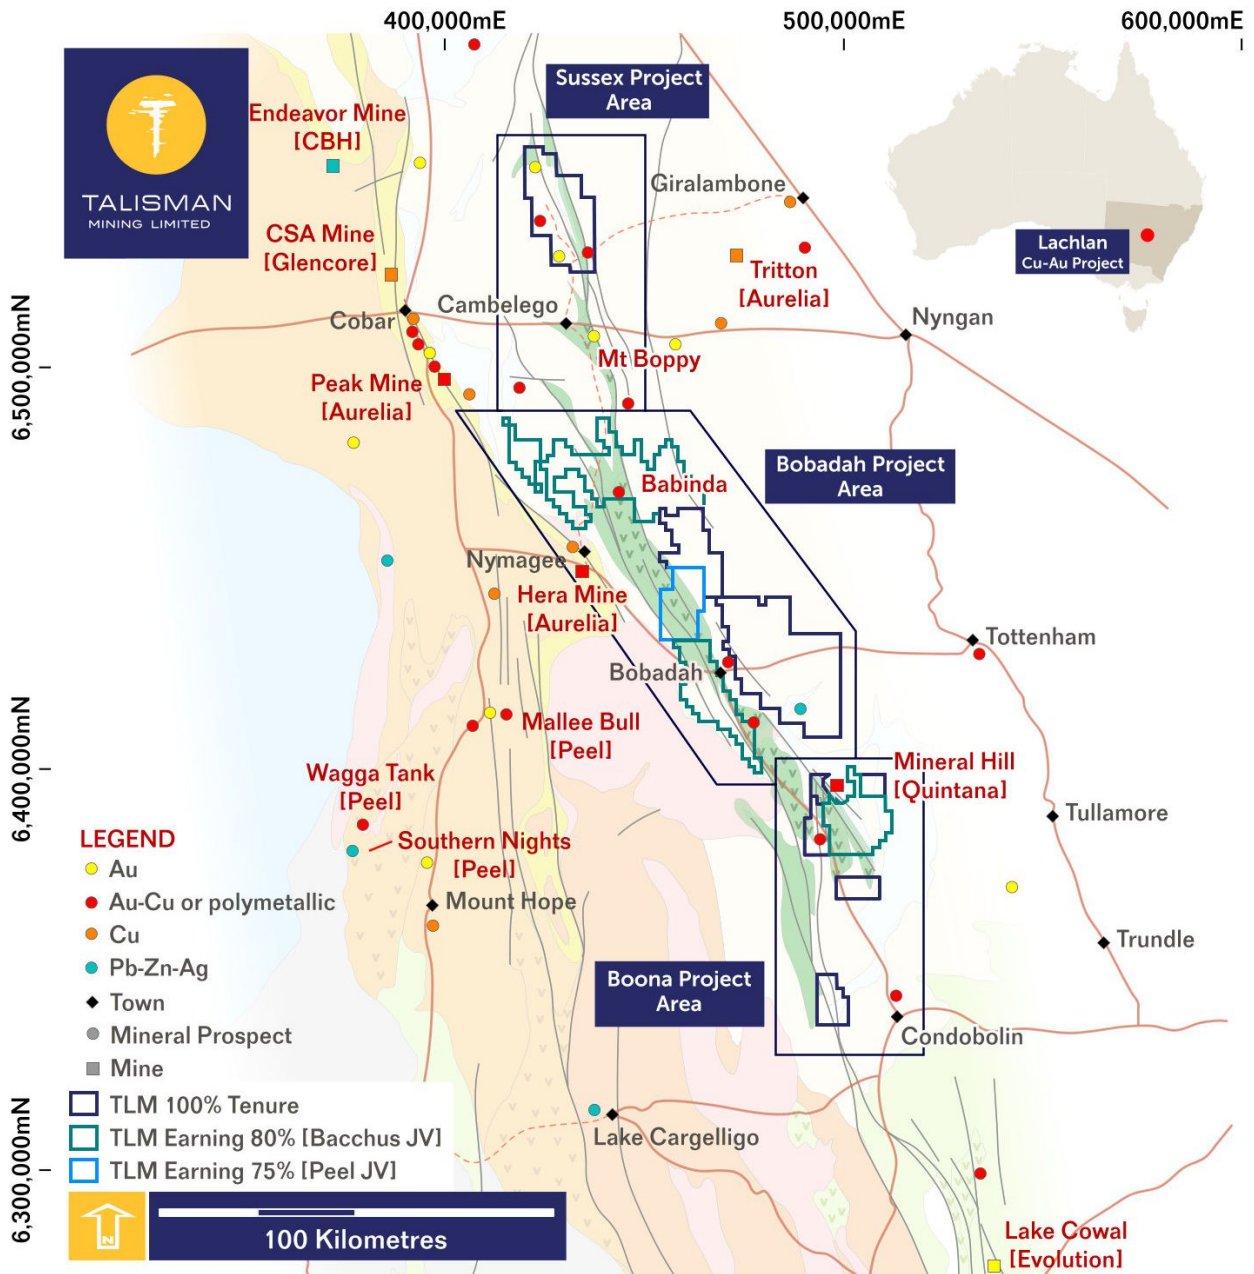 400,000mE
500,000mE
600,000mE
TALISMAN
MINING LIMITED
Sussex Project
Area
Endeavor Mine
[CBH]
Giralambone
CSA Mine
[Glencore]
Lachlan
Cu-Au Project
Tritton
[Aurelia]
Cambelego
Cobar
Nyngan
Mt Boppy
6,500,000mN
Peak Mine
[Aurelia]
Bobadah Project
Area
Babinda
Nymagee
Hera Mine
[Aurelia]
Tottenham
Bobadah
Mallee Bull
[Peel]
6,400,000mN
Wagga Tank
[Peel]
Mineral Hill
[Quintana]
Tullamore
Southern Nights
[Peel]
Mount Hope
Trundle
Boona Project
Area
Condobolin
LEGEND
Au
Au-Cu or polymetallic
Cu
Pb-Zn-Ag
Town
Mineral Prospect
Mine
TLM 100% Tenure
TLM Earning 80% [Bacchus JV]
TLM Earning 75% [Peel JV]
Lake Cargelligo
6,300,000mN
N
100 Kilometres
Lake Cowal
[Evolution]